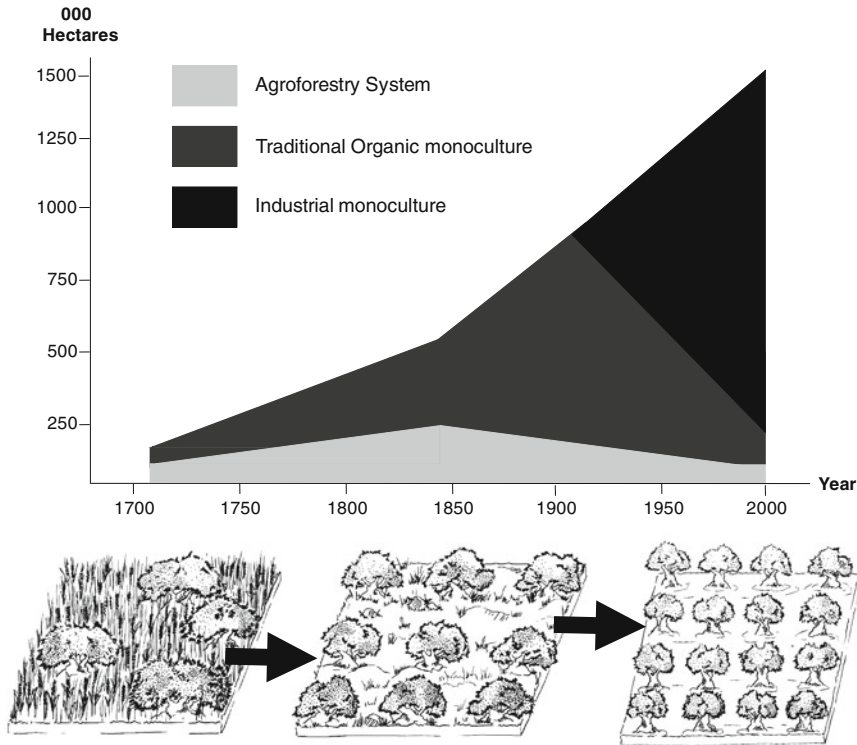 000
Hectares
1500
1250
1000
750
500
250
Agroforestry System
Traditional Organic monoculture
Industrial monoculture
Year
1700 1750 1800 1850 1900 1950 2000